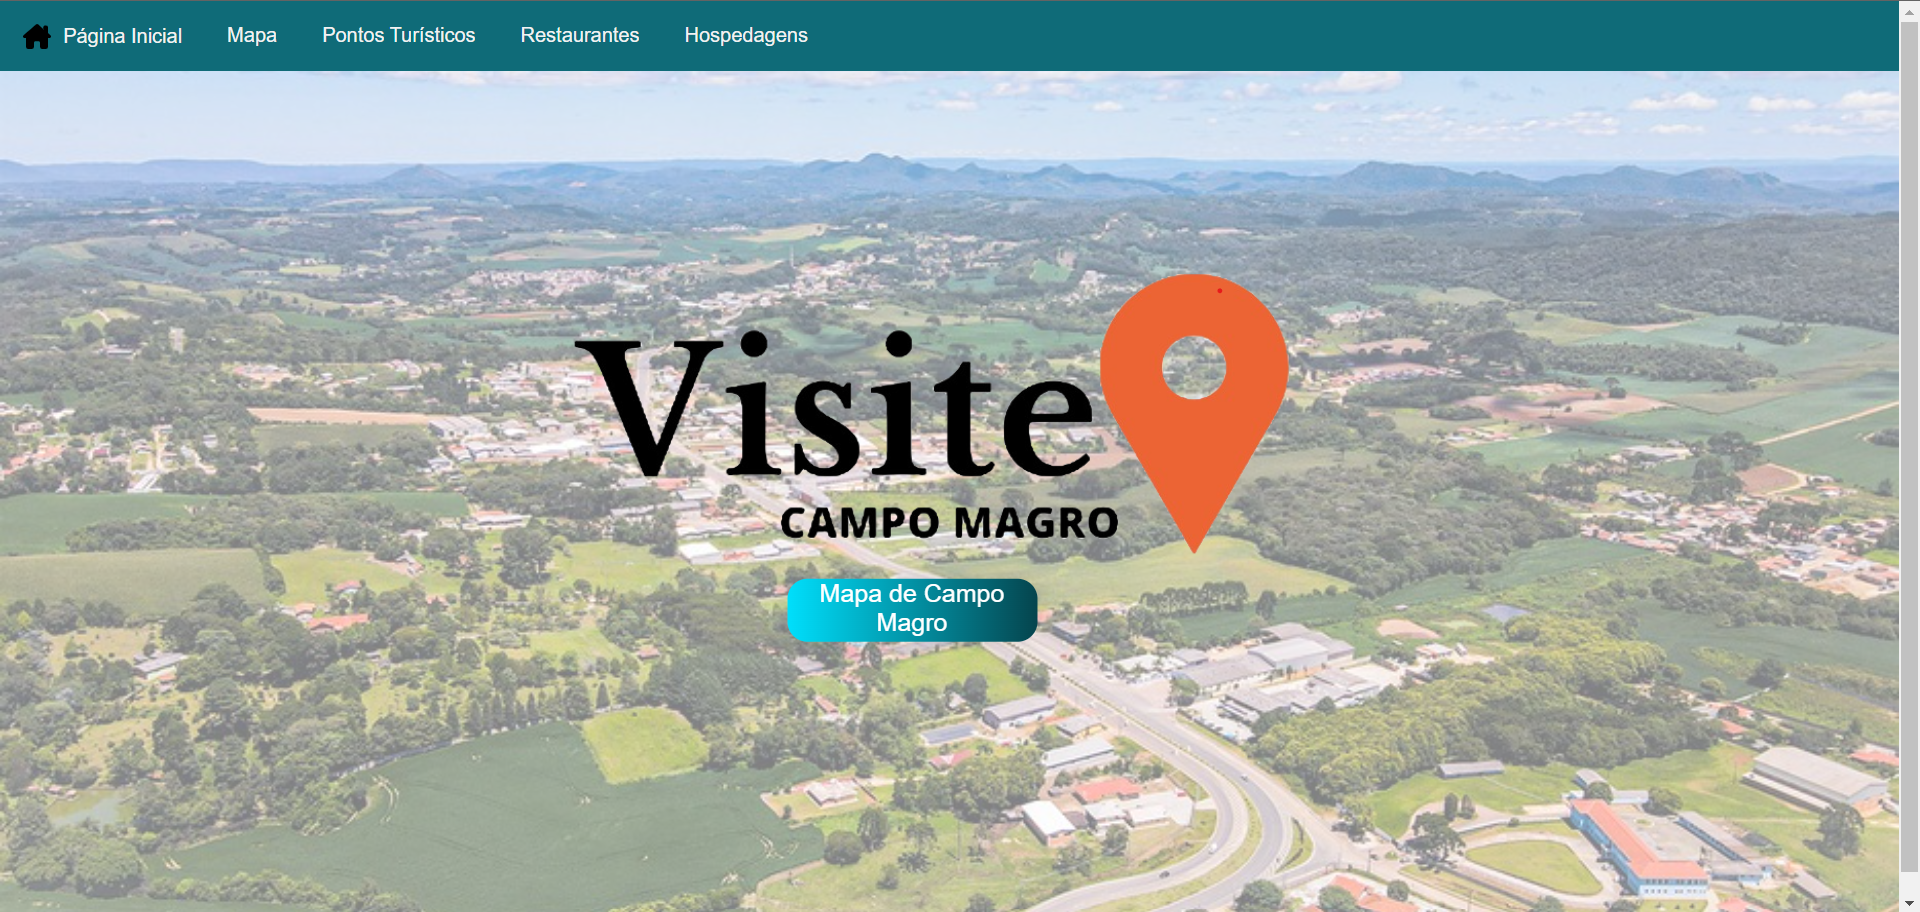 Página Inicial Mapa Pontos Turísticos Restaurantes Hospedagens
Visite
CAMPO MAGRO
Mapa de Campo
Magro